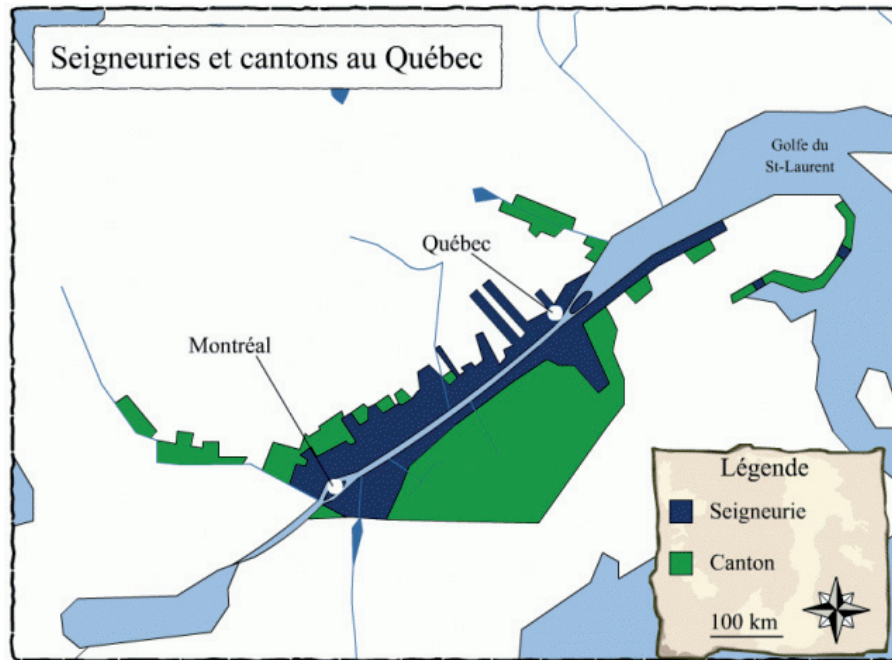 Seigneuries et cantons au Québec
Golfe du
St-Laurent
Québec
Montréal
Légende
Seigneurie
Canton
100 km